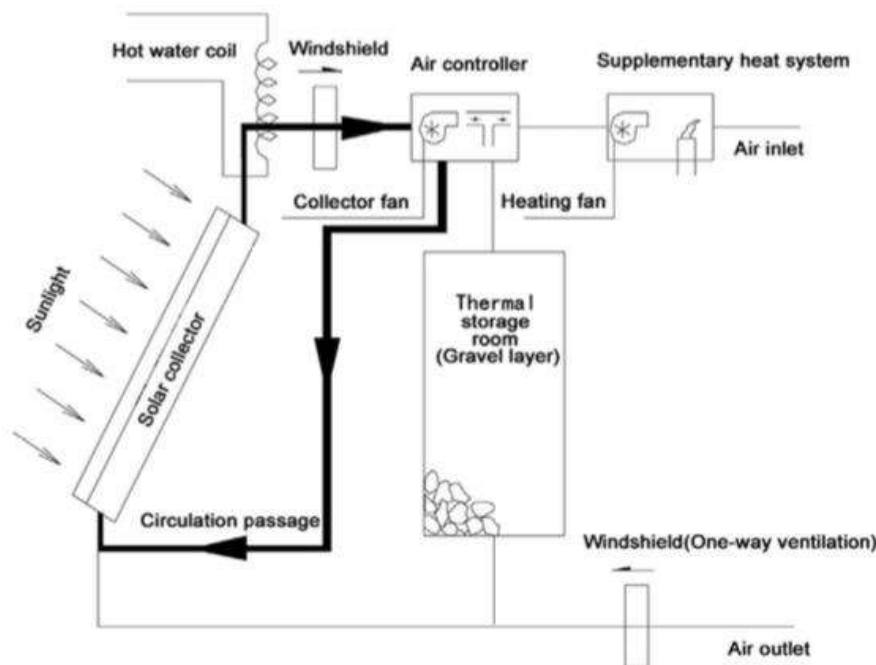 Hot water coil
Windshield
Air controller
Supplementary heat system
Air inlet
Collector fan
Heating fan
Sunlight
Solar collector
Thermal
storage
room
(Gravel layer)
Circulation passage
Windshield(One-way ventilation)
Air outlet